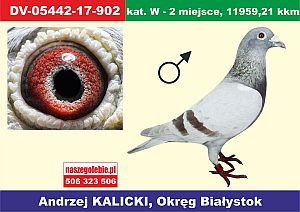 DV-05442-17-902 kat. W - 2 miejsce, 11959,21 kkm
naszegolebie.pl
506 323 506
Andrzej KALICKI, Okręg Białystok